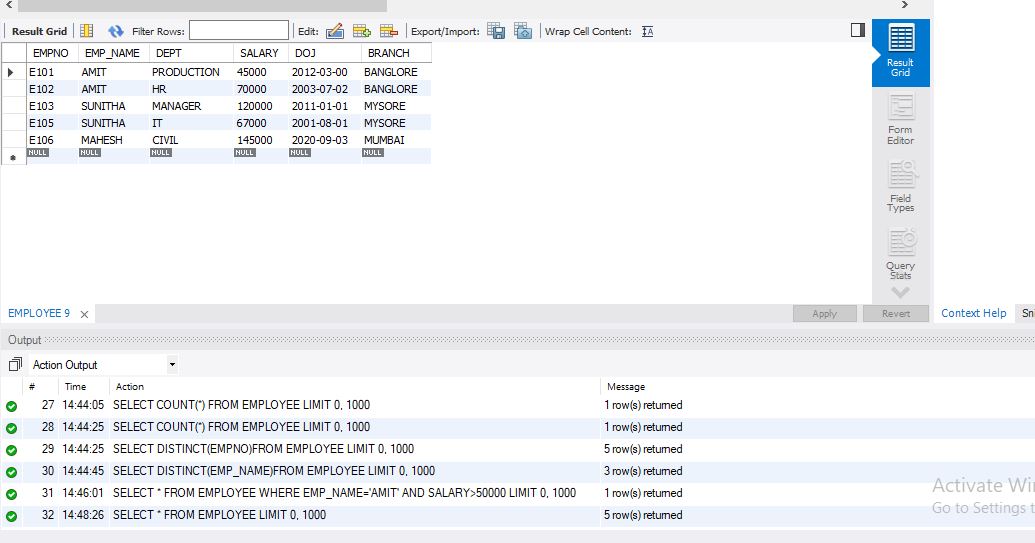 Result Grid Filter Rows: Edit: Export/Import: Wrap Cell Content: IA
EMPNO EMP_NAME DEPT SALARY DOJ BRANCH
E101 AMIT PRODUCTION 45000 2012-03-00 BANGLORE
E102 AMIT HR 70000 2003-07-02 BANGLORE
E103 SUNITHA MANAGER 120000 2011-01-01 MYSORE
E105 SUNITHA IT 67000 2001-08-01 MYSORE
E106 MAHESH CIVIL 145000 2020-09-03 MUMBAI
NULL NULL NULL NULL NULL NULL
Result
Grid
Form
Editor
Field
Types
Query
Stats
EMPLOYEE 9 Apply Revert Context Help Sn
Output
Action Output
# Time Action Message
27 14:44:05 SELECT COUNT(*) FROM EMPLOYEE LIMIT 0, 1000 1 row(s) returned
28 14:44:25 SELECT COUNT(*) FROM EMPLOYEE LIMIT 0, 1000 1 row(s) returned
29 14:44:25 SELECT DISTINCT(EMPNO)FROM EMPLOYEE LIMIT 0, 1000 5 row(s) returned
30 14:44:45 SELECT DISTINCT(EMP_NAME)FROM EMPLOYEE LIMIT 0, 1000 3 row(s) returned
31 14:46:01 SELECT * FROM EMPLOYEE WHERE EMP_NAME='AMIT' AND SALARY>50000 LIMIT 0, 1000 1 row(s) returned
32 14:48:26 SELECT * FROM EMPLOYEE LIMIT 0, 1000 5 row(s) returned
Activate Wi
Go to Settings t